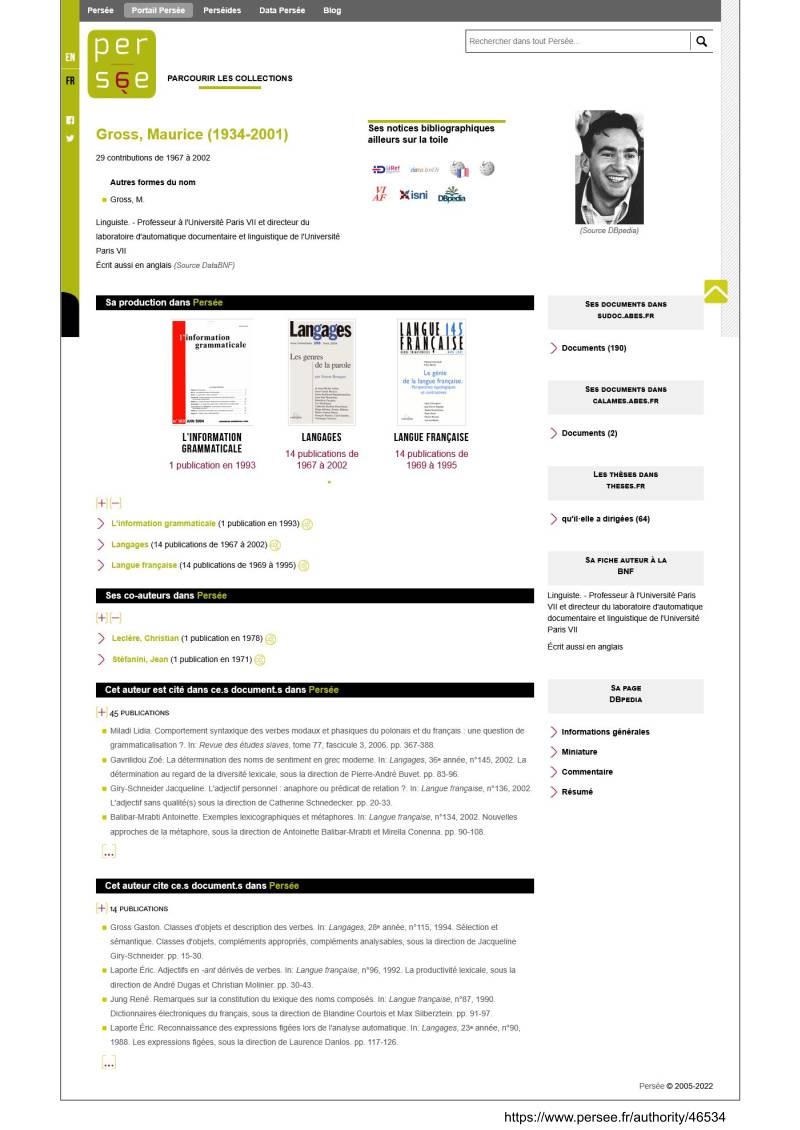 Persée Portail Persée Perséides Data Persée Blog
EN
FR
per
sée
Rechercher dans tout Persée...
PARCOURIR LES COLLECTIONS
Gross, Maurice (1934-2001)
29 contributions de 1967 à 2002
Autres formes du nom
Gross, M.
Linguiste. - Professeur à l'Université Paris VII et directeur du
laboratoire d'automatique documentaire et linguistique de l'Université
Paris VII
Écrit aussi en anglais (Source DataBNF)
Ses notices bibliographiques
ailleurs sur la toile
IDREF data.bnf.fr
VIAF isni DBpedia
(Source DBpedia)
Sa production dans Persée
l'information
grammaticale
JUIN 2004
Langages
Les genres
de la parole
LANGUE 145
FRANÇAISE
Le génie
de la langue française.
L'INFORMATION
GRAMMATICALE
1 publication en 1993
LANGAGES
14 publications de
1967 à 2002
LANGUE FRANÇAISE
14 publications de
1969 à 1995
[+] [−]
L'information grammaticale (1 publication en 1993)
Langages (14 publications de 1967 à 2002)
Langue française (14 publications de 1969 à 1995)
Ses co-auteurs dans Persée
[+] [−]
Leclère, Christian (1 publication en 1978)
Stéfanini, Jean (1 publication en 1971)
Cet auteur est cité dans ce.s document.s dans Persée
[+] 45 PUBLICATIONS
Miladi Lidia. Comportement syntaxique des verbes modaux et phasiques du polonais et du français : une question de
grammaticalisation ?. In: Revue des études slaves, tome 77, fascicule 3, 2006. pp. 367-388.
Gavriilidou Zoé. La détermination des noms de sentiment en grec moderne. In: Langages, 36ᵉ année, n°145, 2002. La
détermination au regard de la diversité lexicale, sous la direction de Pierre-André Buvet. pp. 83-96.
Giry-Schneider Jacqueline. L'adjectif personnel : anaphore ou prédicat de relation ?. In: Langue française, n°136, 2002.
L'adjectif sans qualité(s) sous la direction de Catherine Schnedecker. pp. 20-33.
Balibar-Mrabti Antoinette. Exemples lexicographiques et métaphores. In: Langue française, n°134, 2002. Nouvelles
approches de la métaphore, sous la direction de Antoinette Balibar-Mrabti et Mirella Conenna. pp. 90-108.
[...]
Cet auteur cite ce.s document.s dans Persée
[+] 14 PUBLICATIONS
Gross Gaston. Classes d'objets et description des verbes. In: Langages, 28ᵉ année, n°115, 1994. Sélection et
sémantique. Classes d'objets, compléments appropriés, compléments analysables, sous la direction de Jacqueline
Giry-Schneider. pp. 15-30.
Laporte Éric. Adjectifs en -ant dérivés de verbes. In: Langue française, n°96, 1992. La productivité lexicale, sous la
direction de André Dugas et Christian Molinier. pp. 30-43.
Jung René. Remarques sur la constitution du lexique des noms composés. In: Langue française, n°87, 1990.
Dictionnaires électroniques du français, sous la direction de Blandine Courtois et Max Silberztein. pp. 91-97.
Laporte Éric. Reconnaissance des expressions figées lors de l'analyse automatique. In: Langages, 23ᵉ année, n°90,
1988. Les expressions figées, sous la direction de Laurence Danlos. pp. 117-126.
[...]
SES DOCUMENTS DANS
SUDOC.ABES.FR
Documents (190)
SES DOCUMENTS DANS
CALAMES.ABES.FR
Documents (2)
LES THÈSES DANS
THESES.FR
qu'il·elle a dirigées (64)
SA FICHE AUTEUR À LA
BNF
Linguiste. - Professeur à l'Université Paris
VII et directeur du laboratoire d'automatique
documentaire et linguistique de l'Université
Paris VII
Écrit aussi en anglais
SA PAGE
DBPEDIA
Informations générales
Miniature
Commentaire
Résumé
Persée © 2005-2022
https://www.persee.fr/authority/46534